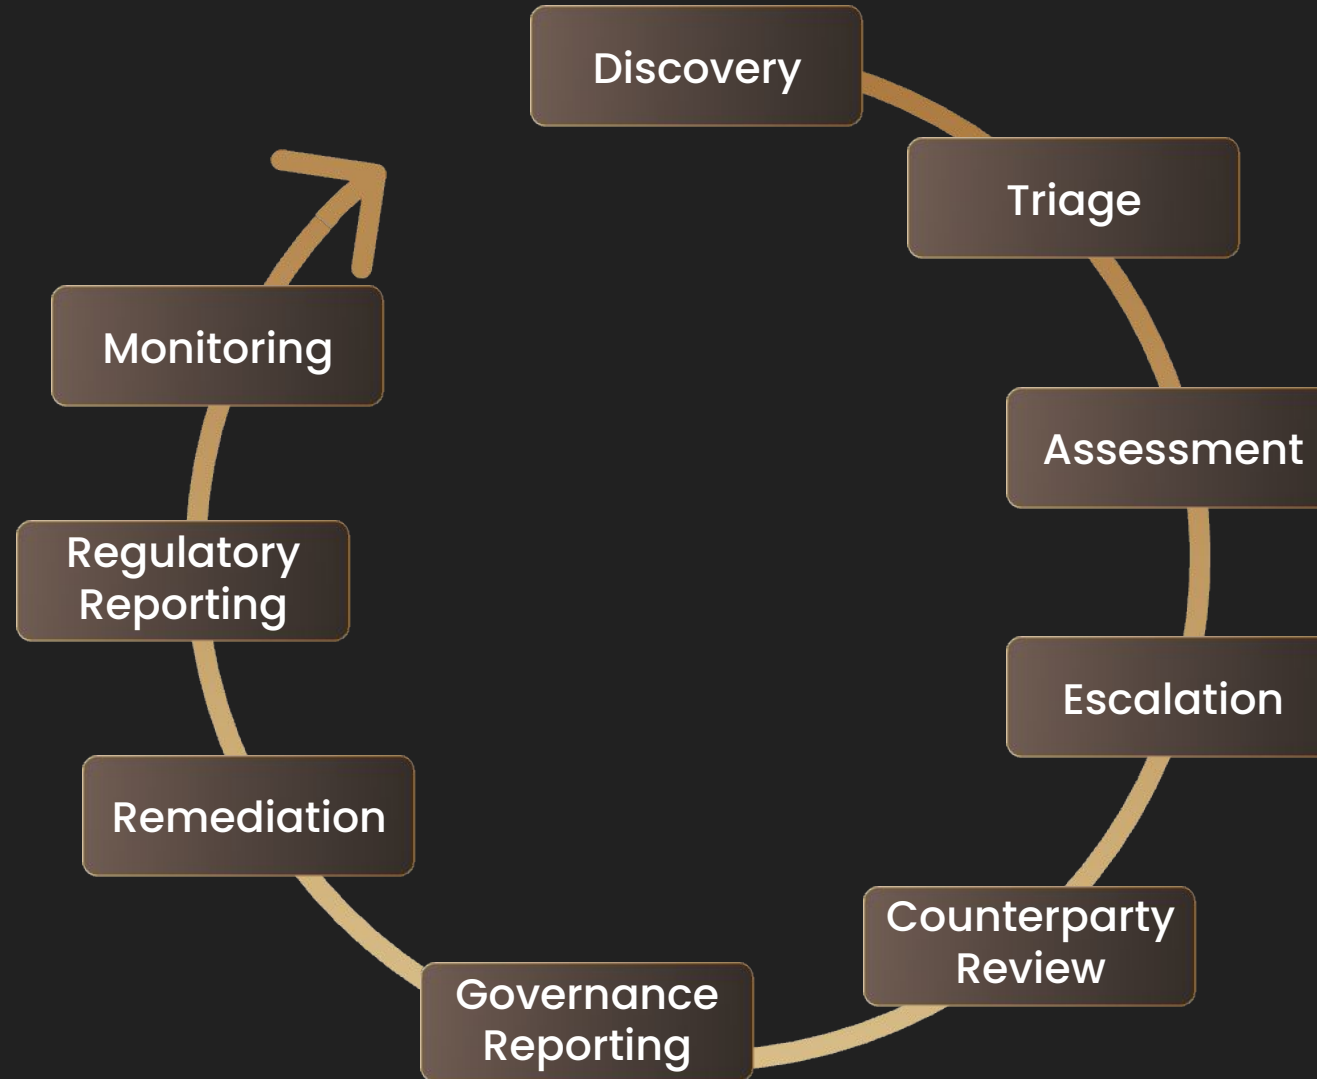 Discovery
Triage
Assessment
Escalation
Counterparty
Review
Governance
Reporting
Remediation
Regulatory
Reporting
Monitoring